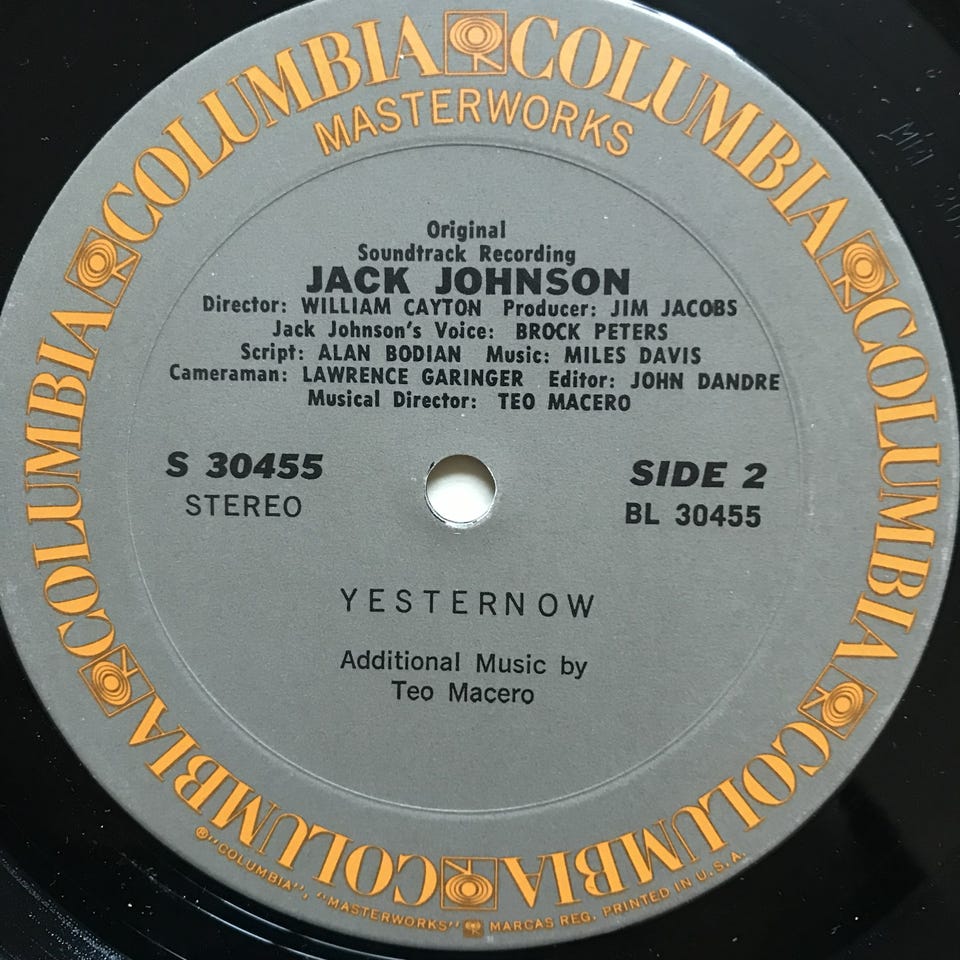 COLUMBIA COLUMBIA COLUMBIA COLUMBIA COLUMBIA COLUMBIA
MASTERWORKS
Original
Soundtrack Recording
JACK JOHNSON
Director: WILLIAM CAYTON Producer: JIM JACOBS
Jack Johnson's Voice: BROCK PETERS
Script: ALAN BODIAN Music: MILES DAVIS
Cameraman: LAWRENCE GARINGER Editor: JOHN DANDRE
Musical Director: TEO MACERO
S 30455
STEREO
SIDE 2
BL 30455
YESTERNOW
Additional Music by
Teo Macero
®"COLUMBIA", "MASTERWORKS" MARCAS REG. PRINTED IN U.S.A.